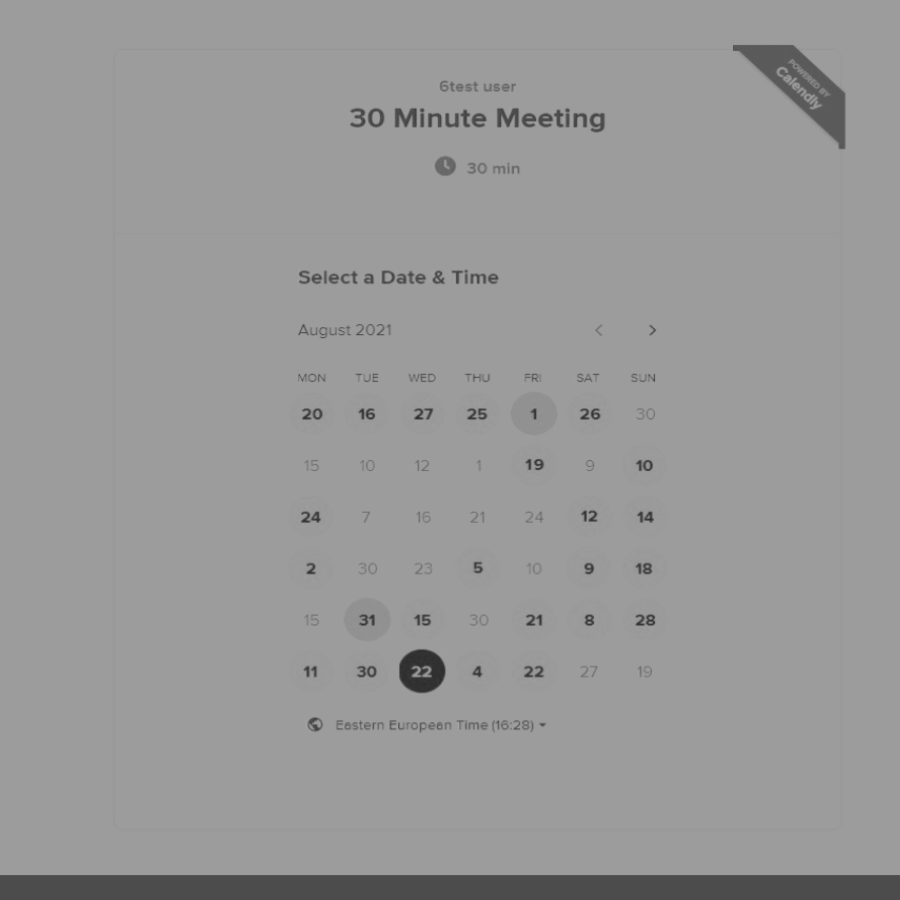 POWERED BY
Calendly
6test user
30 Minute Meeting
30 min
Select a Date & Time
August 2021
MON TUE WED THU FRI SAT SUN
20 16 27 25 1 26 30
15 10 12 1 19 9 10
24 7 16 21 24 12 14
2 30 23 5 10 9 18
15 31 15 30 21 8 28
11 30 22 4 22 27 19
Eastern European Time (16:28)